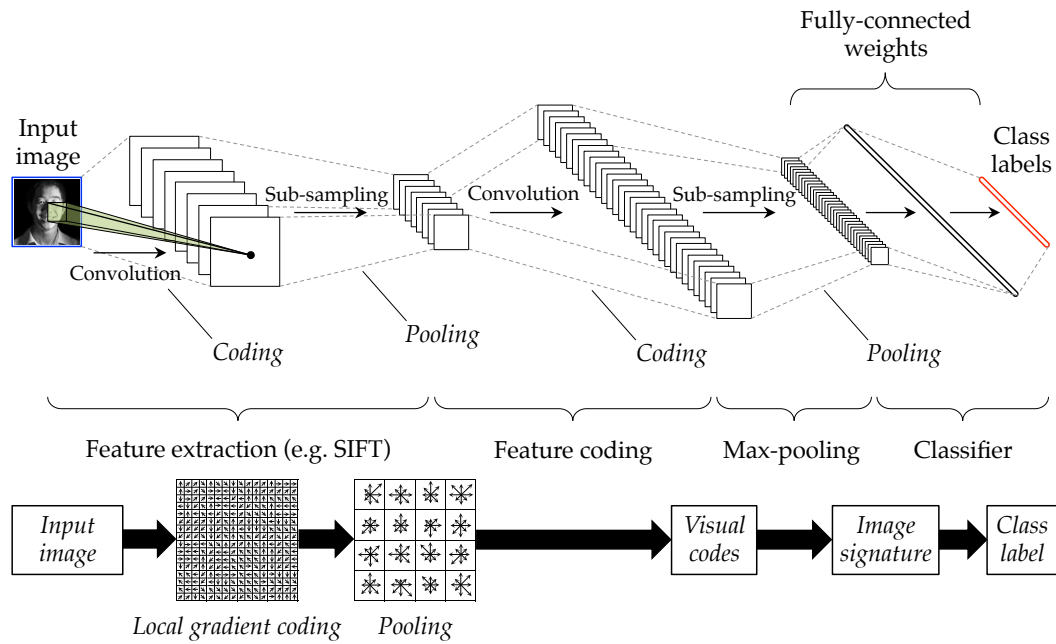 Fully-connected
weights
Input
image
Class
labels
Sub-sampling
Convolution
Sub-sampling
Convolution
Coding
Pooling
Coding
Pooling
Feature extraction (e.g. SIFT)
Feature coding
Max-pooling
Classifier
Input
image
Visual
codes
Image
signature
Class
label
Local gradient coding
Pooling